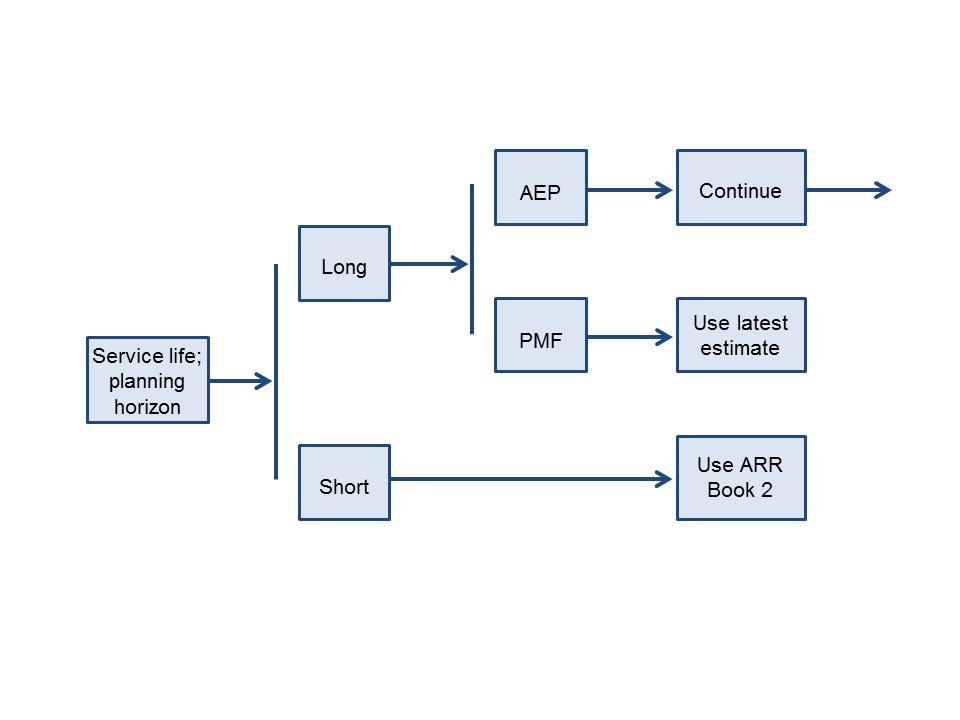 AEP
Continue
Long
Use latest
estimate
PMF
Service life;
planning
horizon
Use ARR
Book 2
Short